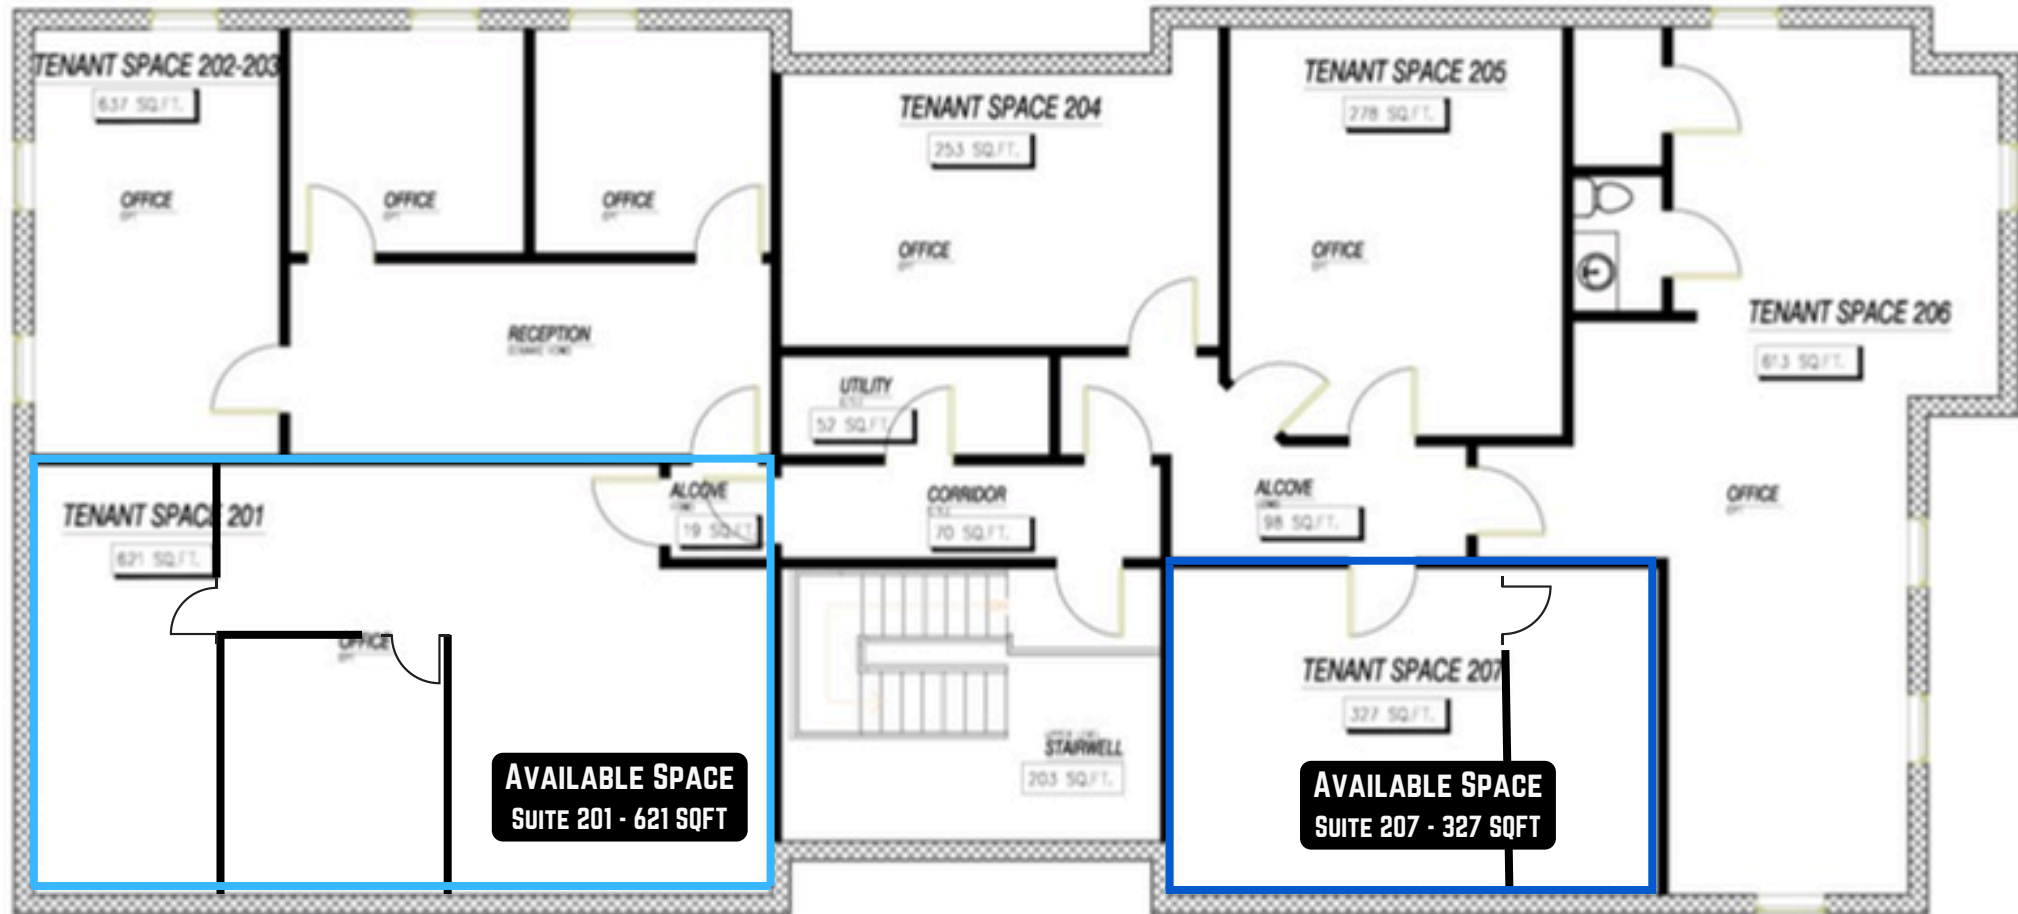 TENANT SPACE 202-203
637 SQ.FT.
OFFICE
OFFICE
OFFICE
RECEPTION
TENANT SPACE 204
253 SQ.FT.
OFFICE
TENANT SPACE 205
278 SQ.FT.
OFFICE
TENANT SPACE 206
613 SQ.FT.
OFFICE
UTILITY
52 SQ.FT.
ALCOVE
19 SQ.FT.
CORRIDOR
70 SQ.FT.
ALCOVE
98 SQ.FT.
TENANT SPACE 201
621 SQ.FT.
OFFICE
Available Space
Suite 201 - 621 SQFT
STAIRWELL
203 SQ.FT.
TENANT SPACE 207
327 SQ.FT.
Available Space
Suite 207 - 327 SQFT